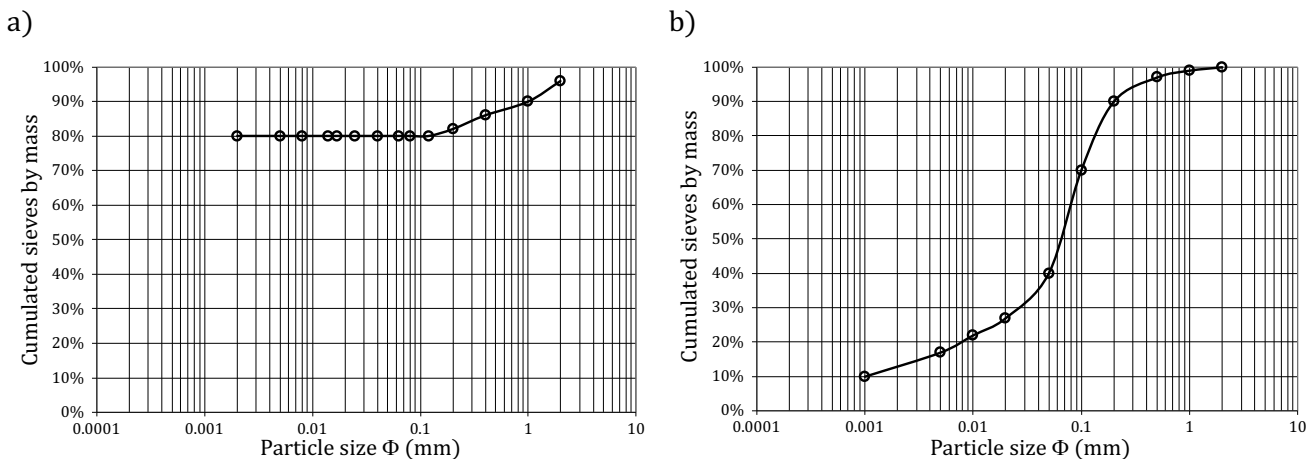 a)
Cumulated sieves by mass
100%
90%
80%
70%
60%
50%
40%
30%
20%
10%
0%
0.0001 0.001 0.01 0.1 1 10
Particle size Φ (mm)
b)
Cumulated sieves by mass
100%
90%
80%
70%
60%
50%
40%
30%
20%
10%
0%
0.0001 0.001 0.01 0.1 1 10
Particle size Φ (mm)